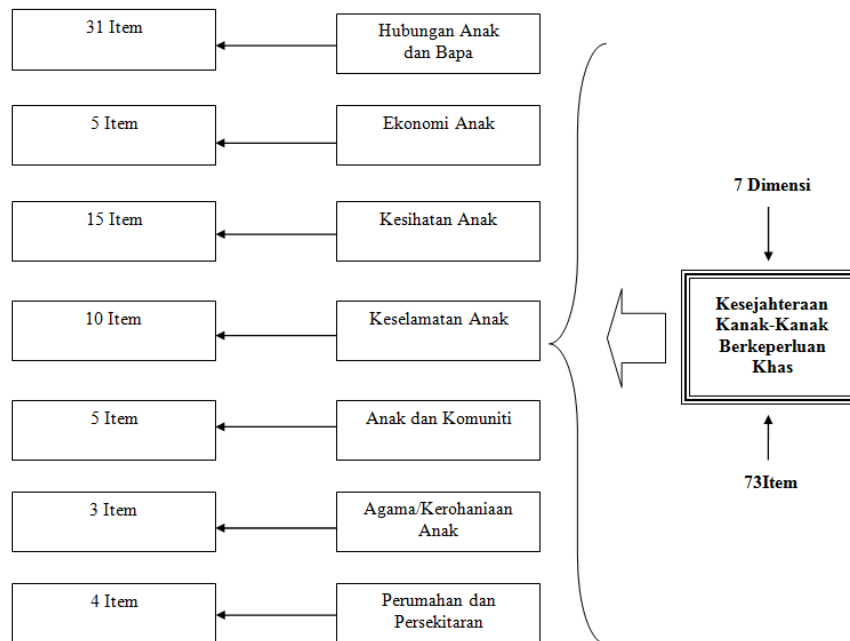 31 Item
Hubungan Anak
dan Bapa
5 Item
Ekonomi Anak
15 Item
Kesihatan Anak
10 Item
Keselamatan Anak
5 Item
Anak dan Komuniti
3 Item
Agama/Kerohaniaan
Anak
4 Item
Perumahan dan
Persekitaran
7 Dimensi
Kesejahteraan
Kanak-Kanak
Berkeperluan
Khas
73Item